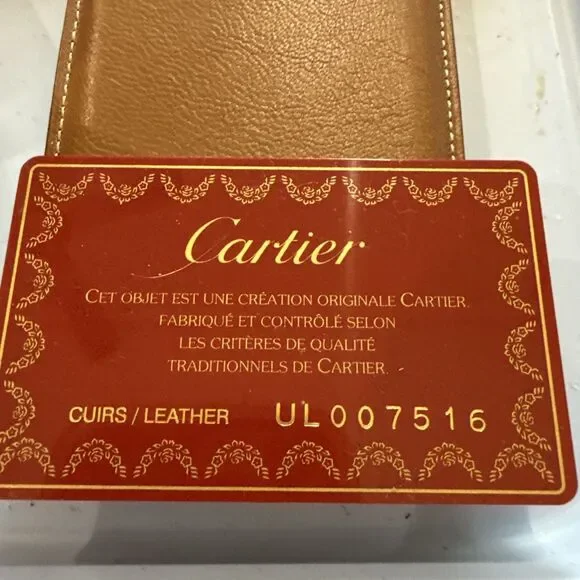 Cartier
CET OBJET EST UNE CRÉATION ORIGINALE CARTIER.
FABRIQUÉ ET CONTRÔLÉ SELON
LES CRITÈRES DE QUALITÉ
TRADITIONNELS DE CARTIER.
CUIRS / LEATHER UL007516